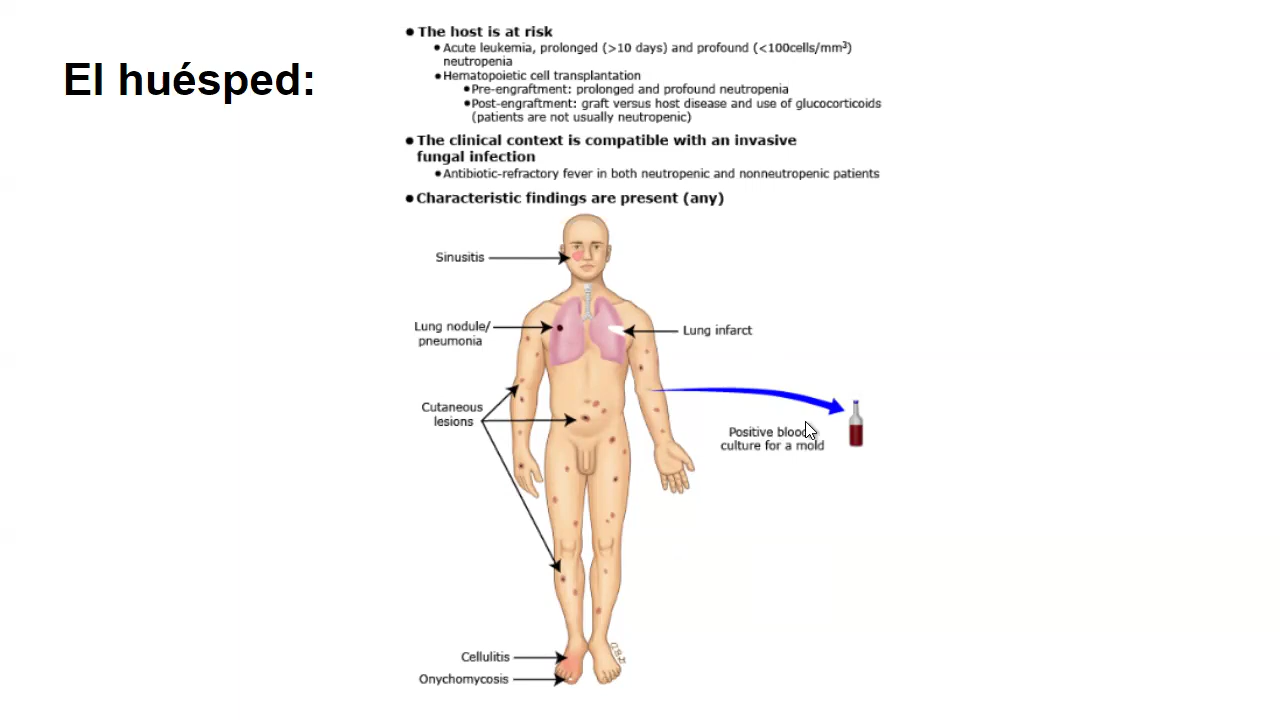 El huésped:
● The host is at risk
● Acute leukemia, prolonged (>10 days) and profound (<100cells/mm³)
neutropenia
● Hematopoietic cell transplantation
● Pre-engraftment: prolonged and profound neutropenia
● Post-engraftment: graft versus host disease and use of glucocorticoids
(patients are not usually neutropenic)
● The clinical context is compatible with an invasive
fungal infection
● Antibiotic-refractory fever in both neutropenic and nonneutropenic patients
● Characteristic findings are present (any)
Sinusitis
Lung nodule/
pneumonia
Lung infarct
Cutaneous
lesions
Positive blood
culture for a mold
Cellulitis
Onychomycosis